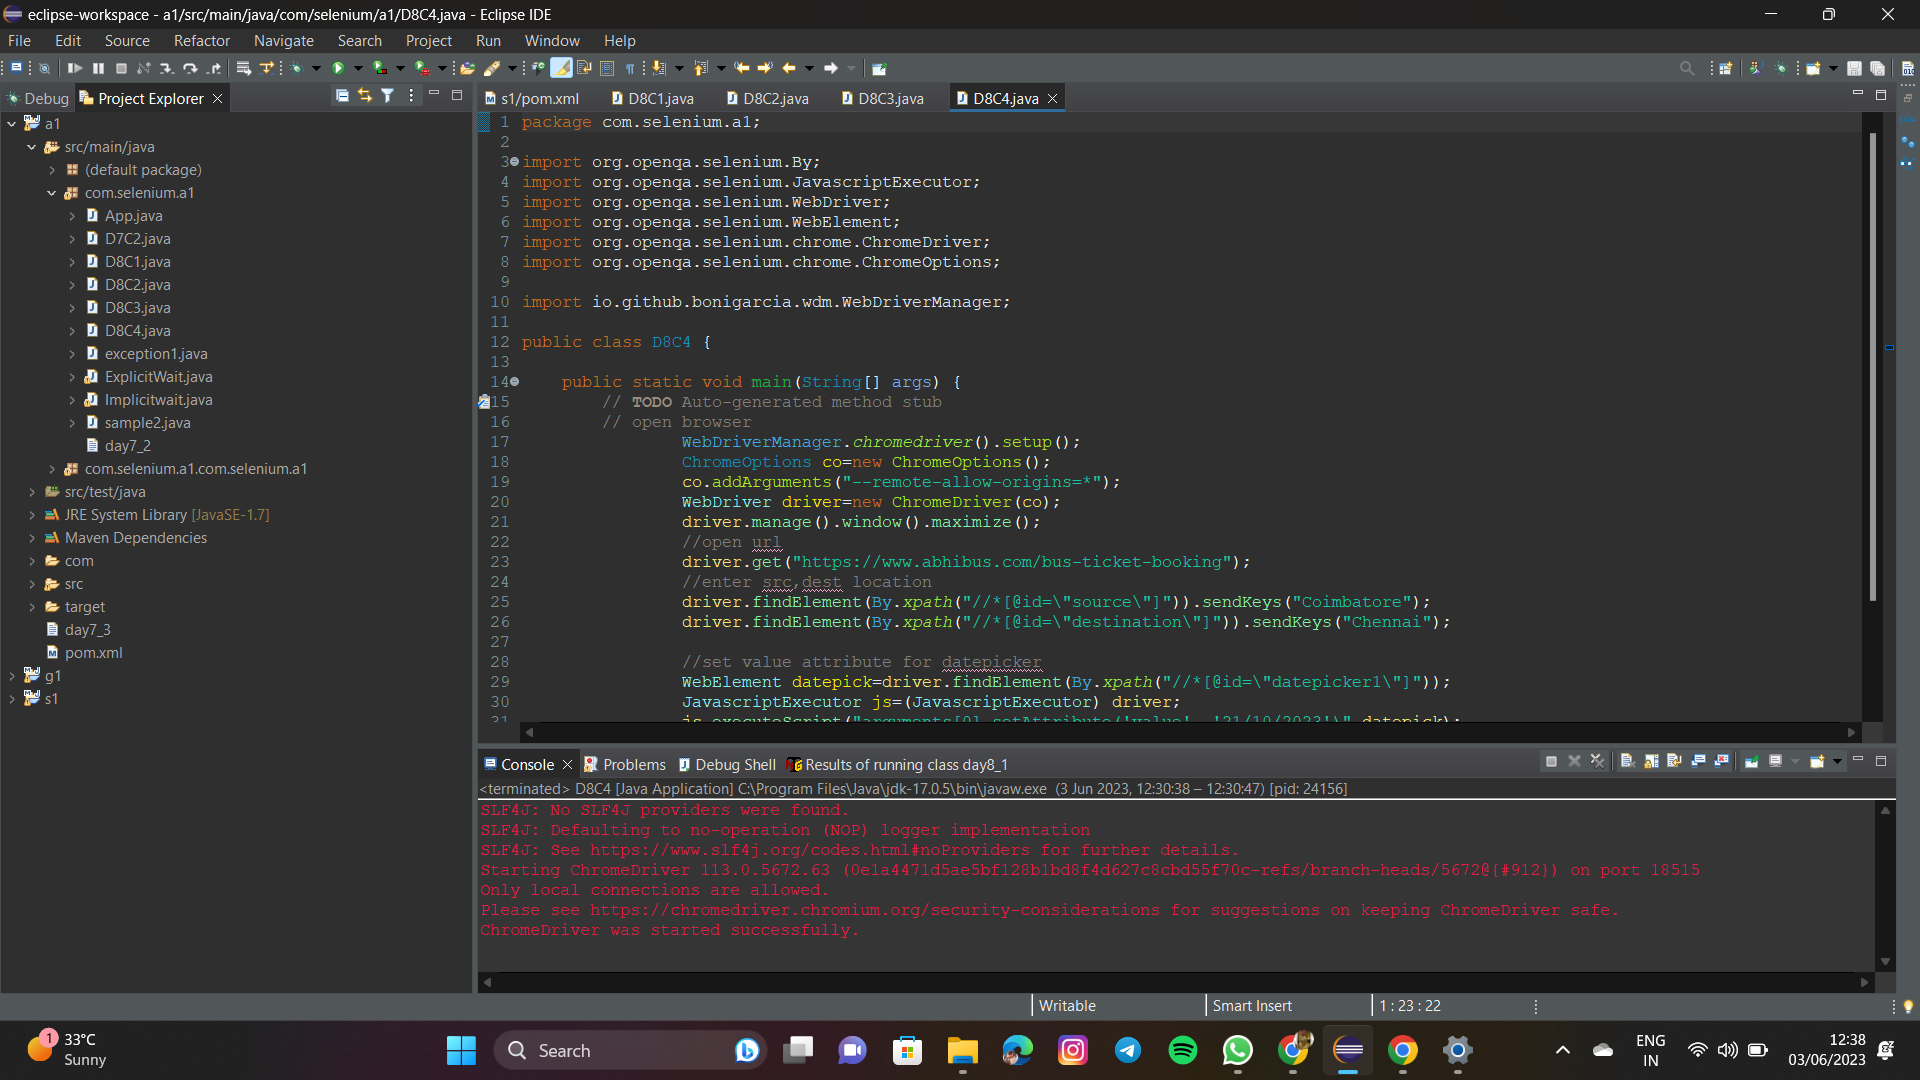 eclipse-workspace - a1/src/main/java/com/selenium/a1/D8C4.java - Eclipse IDE
File Edit Source Refactor Navigate Search Project Run Window Help
Debug Project Explorer
s1/pom.xml D8C1.java D8C2.java D8C3.java D8C4.java
a1
src/main/java
(default package)
com.selenium.a1
App.java
D7C2.java
D8C1.java
D8C2.java
D8C3.java
D8C4.java
exception1.java
ExplicitWait.java
Implicitwait.java
sample2.java
day7_2
com.selenium.a1.com.selenium.a1
src/test/java
JRE System Library [JavaSE-1.7]
Maven Dependencies
com
src
target
day7_3
pom.xml
g1
s1
1 package com.selenium.a1;
2
3 import org.openqa.selenium.By;
4 import org.openqa.selenium.JavascriptExecutor;
5 import org.openqa.selenium.WebDriver;
6 import org.openqa.selenium.WebElement;
7 import org.openqa.selenium.chrome.ChromeDriver;
8 import org.openqa.selenium.chrome.ChromeOptions;
9
10 import io.github.bonigarcia.wdm.WebDriverManager;
11
12 public class D8C4 {
13
14 public static void main(String[] args) {
15 // TODO Auto-generated method stub
16 // open browser
17 WebDriverManager.chromedriver().setup();
18 ChromeOptions co=new ChromeOptions();
19 co.addArguments("--remote-allow-origins=*");
20 WebDriver driver=new ChromeDriver(co);
21 driver.manage().window().maximize();
22 //open url
23 driver.get("https://www.abhibus.com/bus-ticket-booking");
24 //enter src,dest location
25 driver.findElement(By.xpath("//*[@id=\"source\"]")).sendKeys("Coimbatore");
26 driver.findElement(By.xpath("//*[@id=\"destination\"]")).sendKeys("Chennai");
27
28 //set value attribute for datepicker
29 WebElement datepick=driver.findElement(By.xpath("//*[@id=\"datepicker1\"]"));
30 JavascriptExecutor js=(JavascriptExecutor) driver;
31 js.executeScript("arguments[0].setAttribute('value', '21/10/2023')",datepick);
Console Problems Debug Shell Results of running class day8_1
<terminated> D8C4 [Java Application] C:\Program Files\Java\jdk-17.0.5\bin\javaw.exe (3 Jun 2023, 12:30:38 – 12:30:47) [pid: 24156]
SLF4J: No SLF4J providers were found.
SLF4J: Defaulting to no-operation (NOP) logger implementation
SLF4J: See https://www.slf4j.org/codes.html#noProviders for further details.
Starting ChromeDriver 113.0.5672.63 (0e1a4471d5ae5bf128b1bd8f4d627c8cbd55f70c-refs/branch-heads/5672@{#912}) on port 18515
Only local connections are allowed.
Please see https://chromedriver.chromium.org/security-considerations for suggestions on keeping ChromeDriver safe.
ChromeDriver was started successfully.
Writable Smart Insert 1 : 23 : 22
1 33°C
Sunny
Search
ENG
IN
12:38
03/06/2023